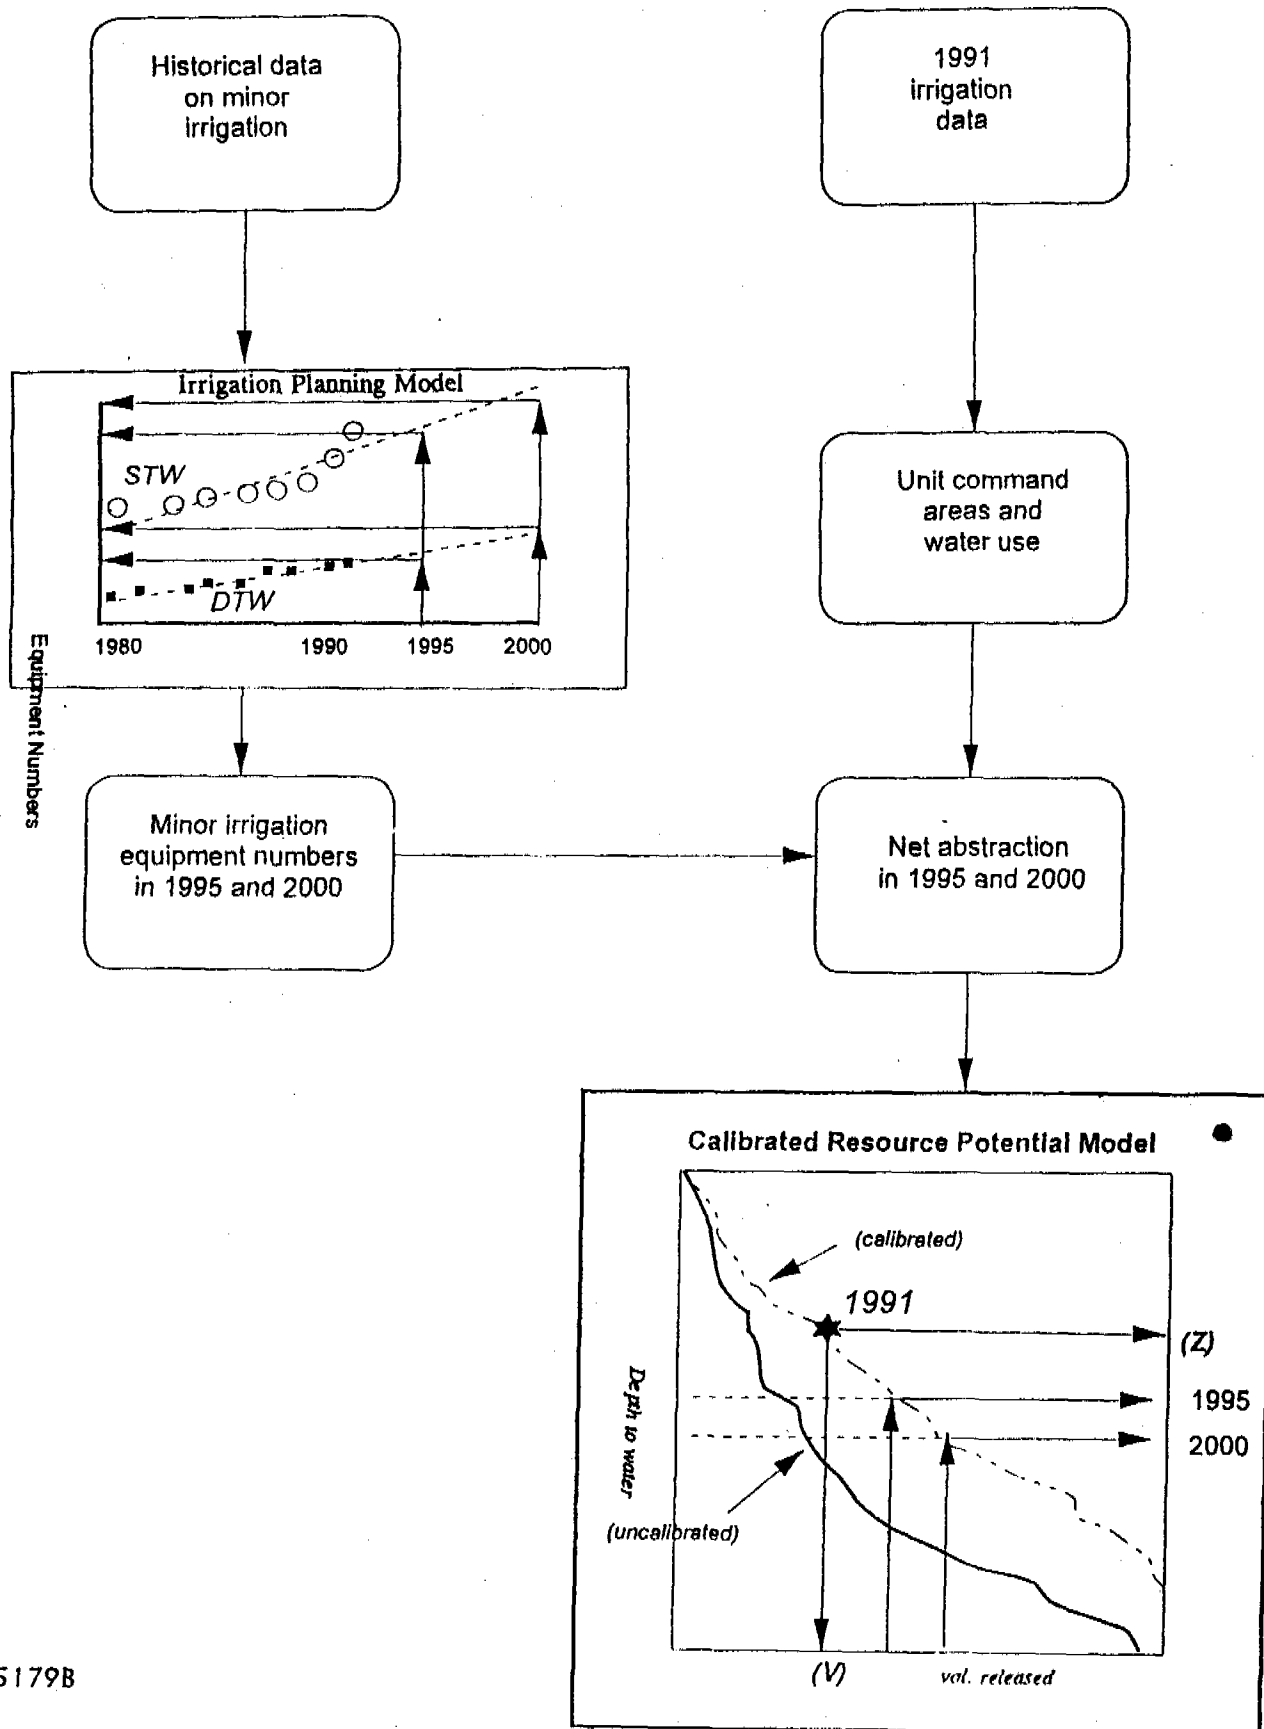 Historical data
on minor
irrigation
1991
irrigation
data
Irrigation Planning Model
STW
DTW
1980
1990
1995
2000
Equipment Numbers
Unit command
areas and
water use
Minor irrigation
equipment numbers
in 1995 and 2000
Net abstraction
in 1995 and 2000
Calibrated Resource Potential Model
(calibrated)
1991
(Z)
1995
2000
Depth to water
(uncalibrated)
(V)
vol. released
5179B